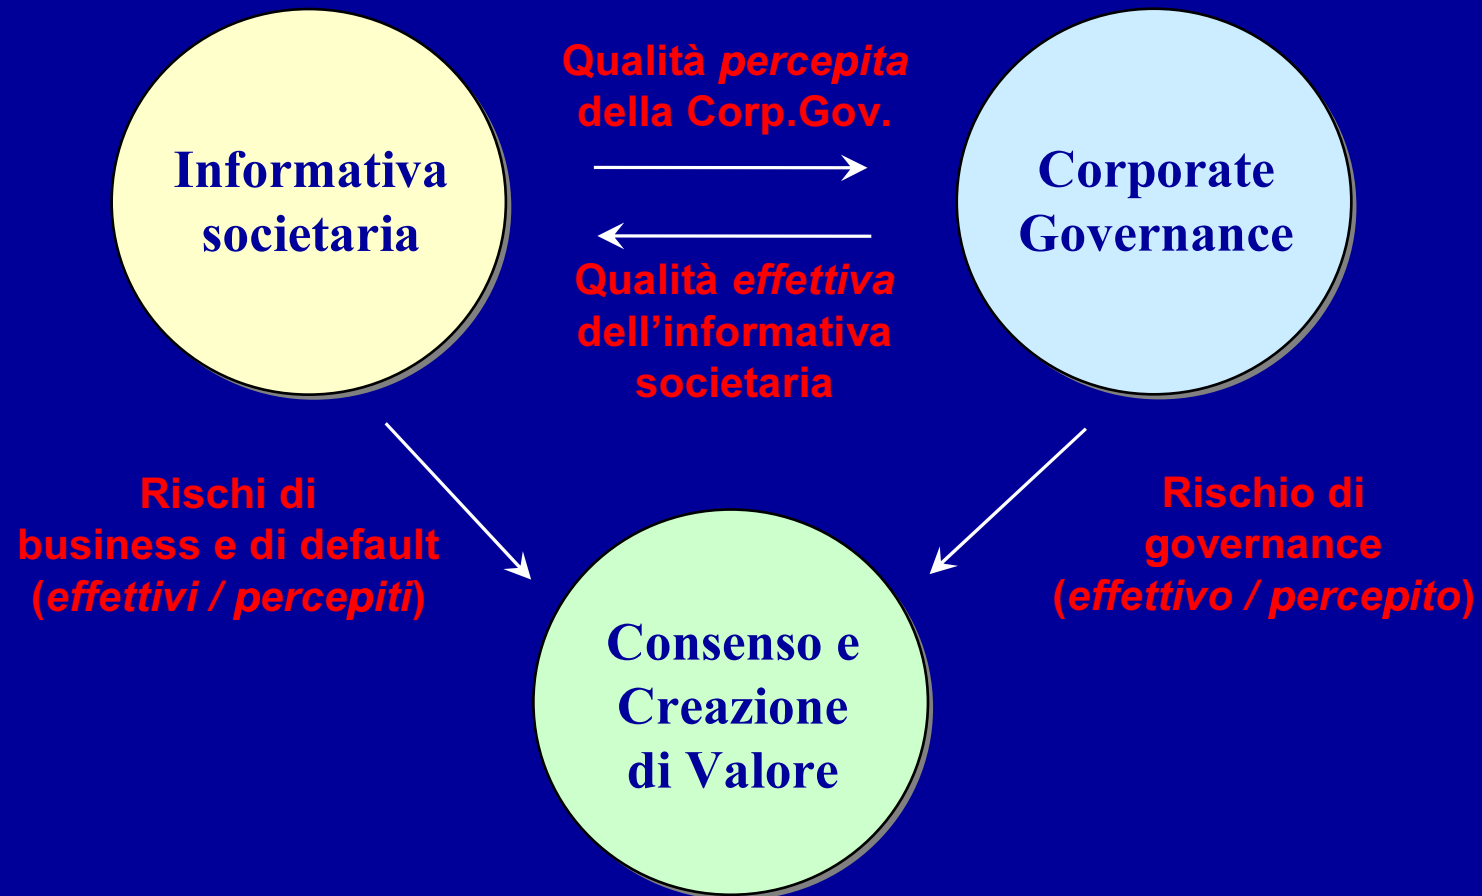 Informativa
societaria
Qualità percepita
della Corp.Gov.
Qualità effettiva
dell’informativa
societaria
Corporate
Governance
Rischi di
business e di default
(effettivi / percepiti)
Rischio di
governance
(effettivo / percepito)
Consenso e
Creazione
di Valore